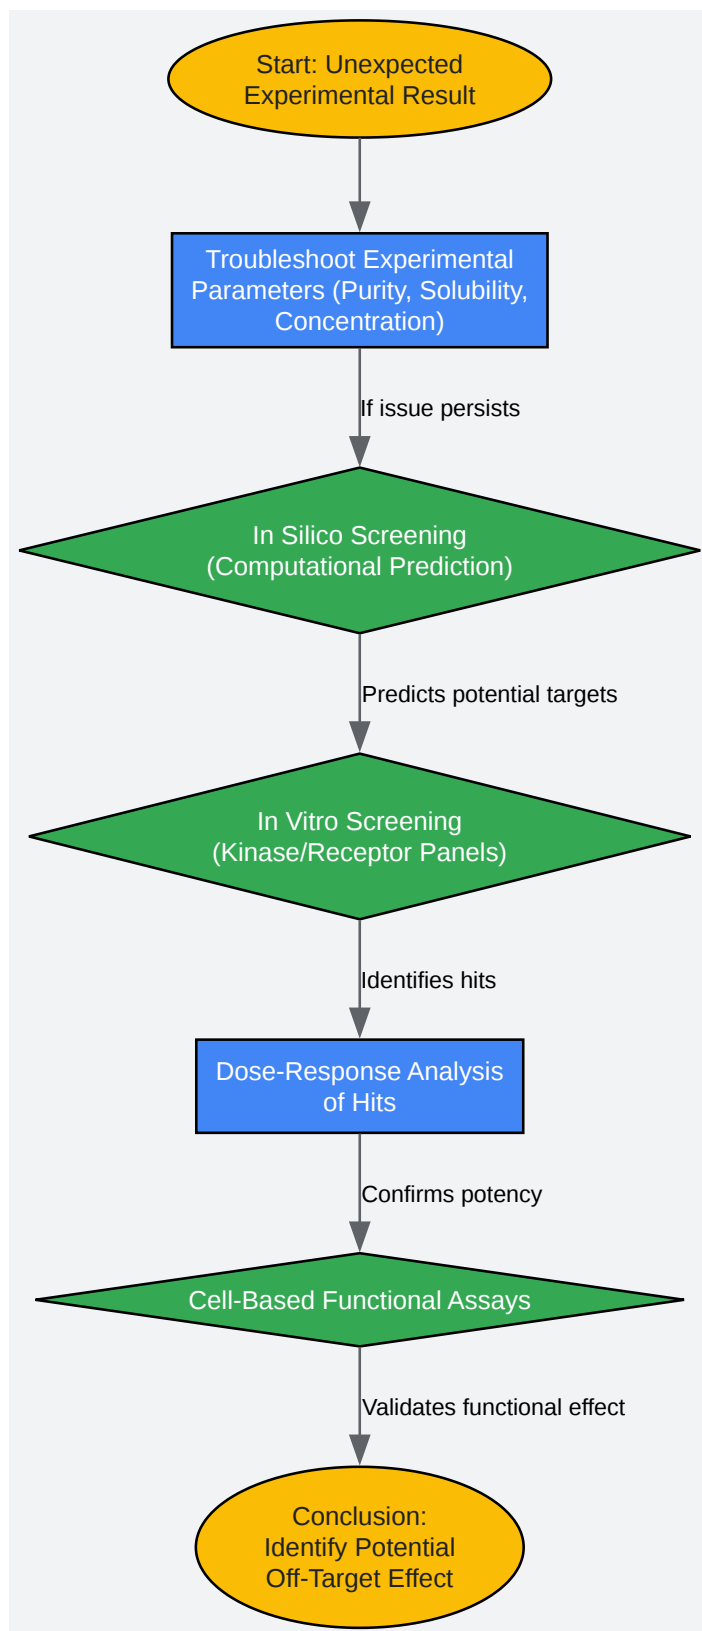 Start: Unexpected
Experimental Result
Troubleshoot Experimental
Parameters (Purity, Solubility,
Concentration)
If issue persists
In Silico Screening
(Computational Prediction)
Predicts potential targets
In Vitro Screening
(Kinase/Receptor Panels)
Identifies hits
Dose-Response Analysis
of Hits
Confirms potency
Cell-Based Functional Assays
Validates functional effect
Conclusion:
Identify Potential
Off-Target Effect